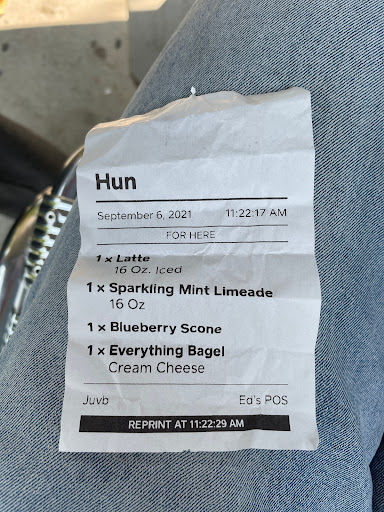 Hun
September 6, 2021 11:22:17 AM
FOR HERE
1 x Latte
16 Oz. Iced
1 x Sparkling Mint Limeade
16 Oz
1 x Blueberry Scone
1 x Everything Bagel
Cream Cheese
Juvb Ed's POS
REPRINT AT 11:22:29 AM